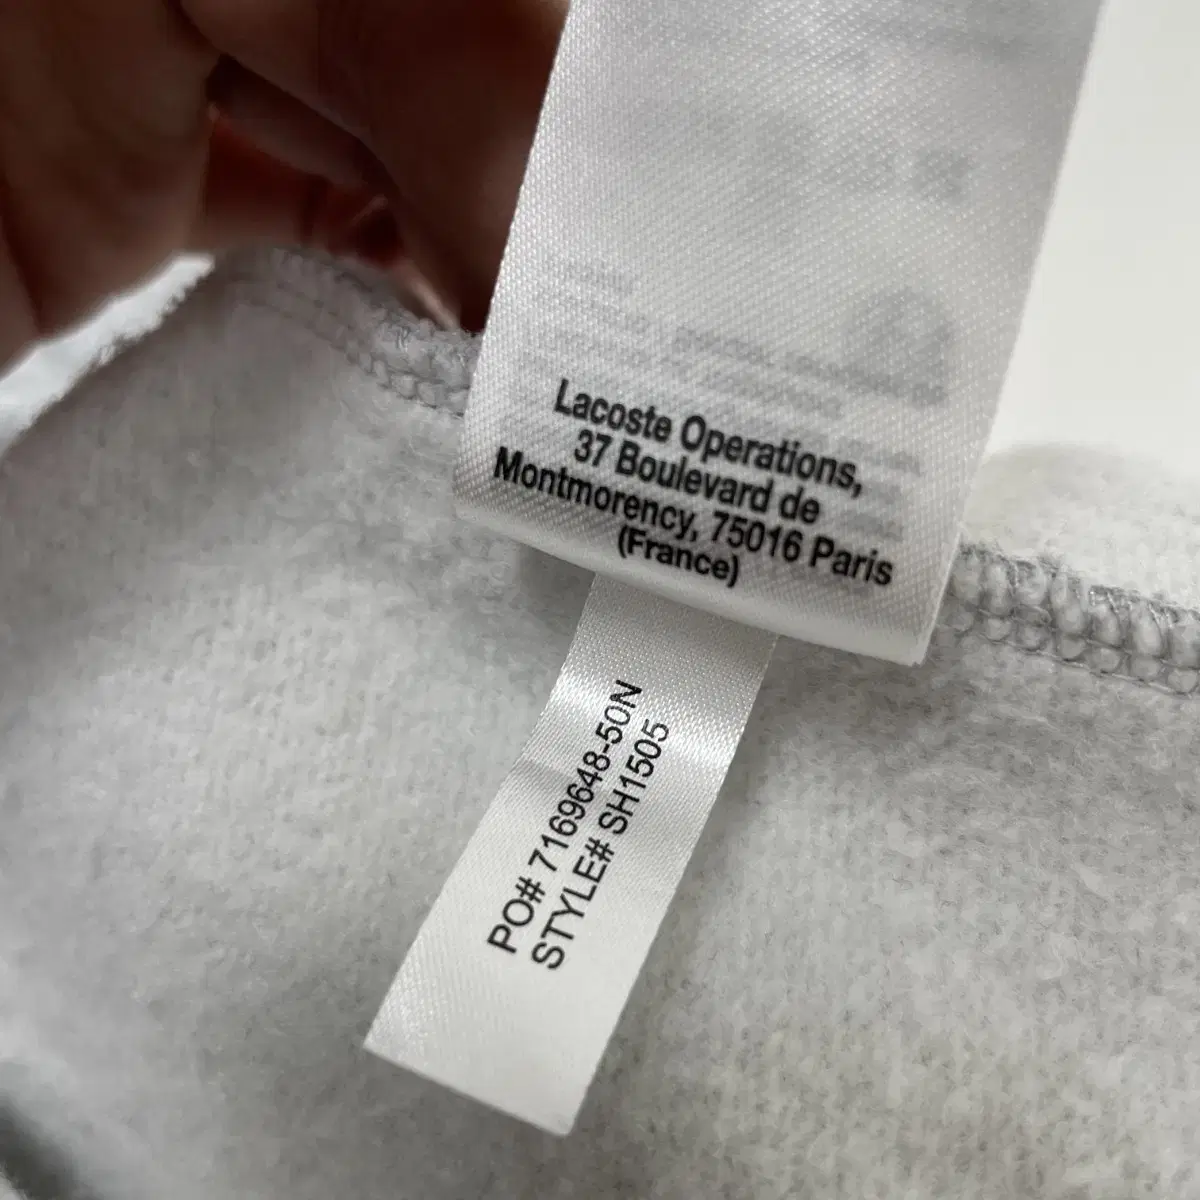 Lacoste Operations,
37 Boulevard de
Montmorency, 75016 Paris
(France)
PO# 7169648-50N
STYLE# SH1505